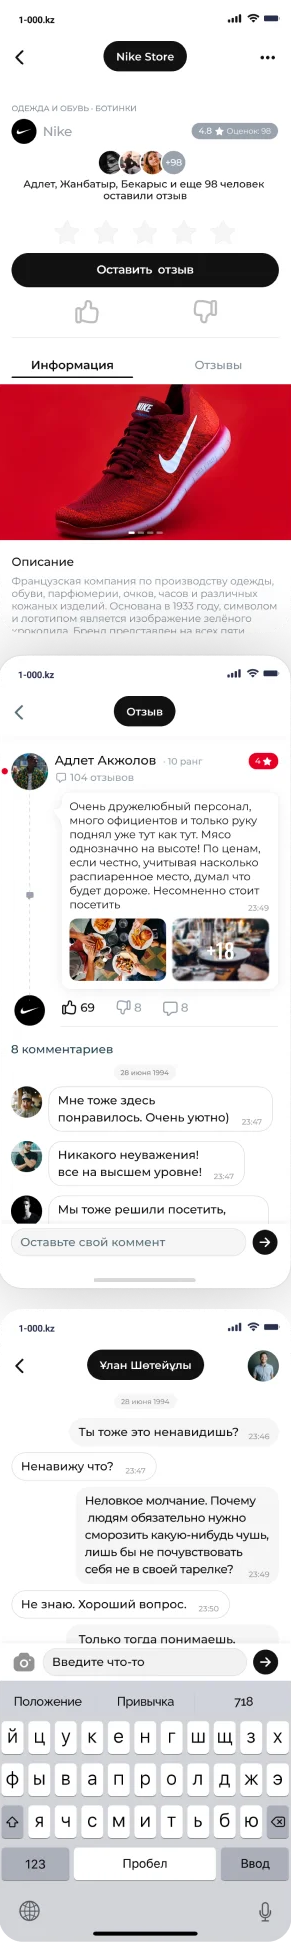 1-000.kz
Nike Store
ОДЕЖДА И ОБУВЬ · БОТИНКИ
Nike
4.8 Оценок: 98
+98
Адлет, Жанбатыр, Бекарыс и еще 98 человек
оставили отзыв
Оставить отзыв
Информация
Отзывы
NIKE
Описание
Французская компания по производству одежды,
обуви, парфюмерии, очков, часов и различных
кожаных изделий. Основана в 1933 году, символом
и логотипом является изображение зелёного
крокодила. Бренд представлен на всех пяти
1-000.kz
Отзыв
Адлет Акжолов · 10 ранг
4
104 отзывов
Очень дружелюбный персонал,
много официентов и только руку
поднял уже тут как тут. Мясо
однозначно на высоте! По ценам,
если честно, учитывая насколько
распиаренное место, думал что
будет дороже. Несомненно стоит
посетить
23:49
+18
69
8
8
8 комментариев
28 июня 1994
Мне тоже здесь
понравилось. Очень уютно)
23:47
Никакого неуважения!
все на высшем уровне!
23:47
Мы тоже решили посетить,
Оставьте свой коммент
1-000.kz
Ұлан Шөтейұлы
28 июня 1994
Ты тоже это ненавидишь?
23:46
Ненавижу что?
23:47
Неловкое молчание. Почему
людям обязательно нужно
сморозить какую-нибудь чушь,
лишь бы не почувствовать
себя не в своей тарелке?
23:49
Не знаю. Хороший вопрос.
23:50
Только тогда понимаешь,
Введите что-то
Положение
Привычка
718
й ц у к е н г ш щ з х
ф ы в а п р о л д ж э
я ч с м и т ь б ю
123
Пробел
Ввод